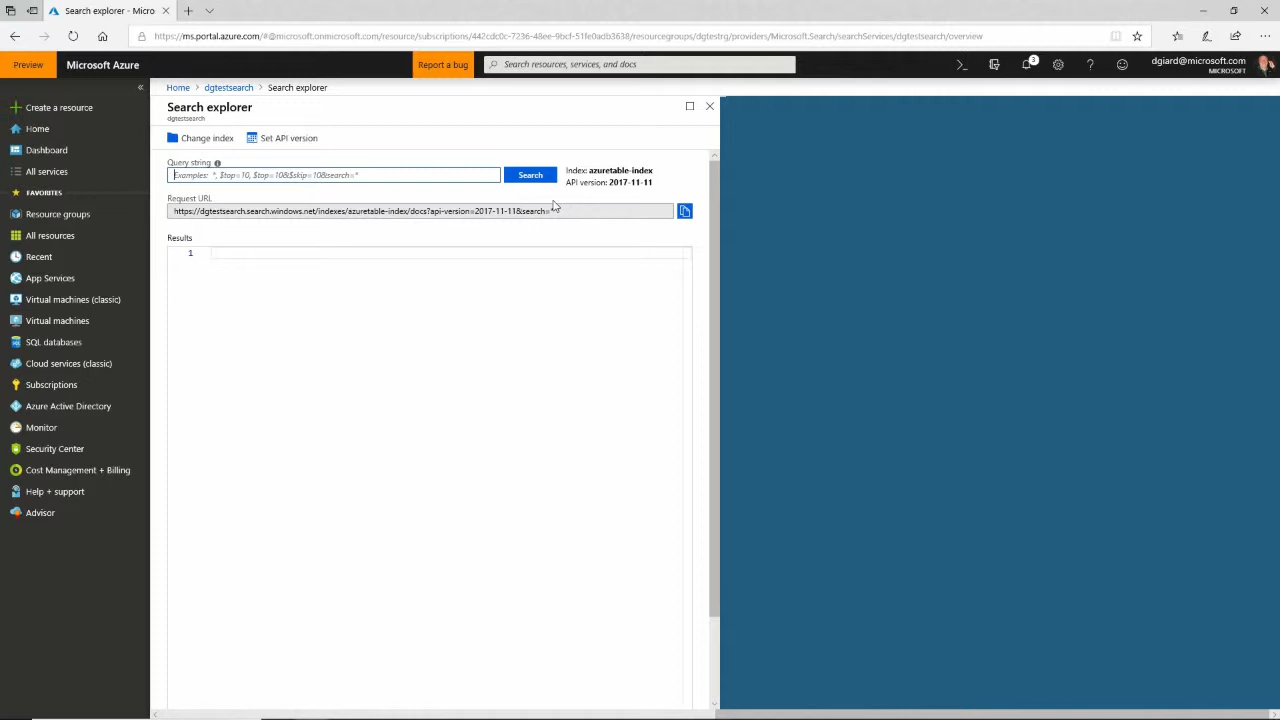 Search explorer - Micro
https://ms.portal.azure.com/#@microsoft.onmicrosoft.com/resource/subscriptions/442cdc0c-7236-48ee-9bcf-51fe0adb3638/resourcegroups/dgtestrg/providers/Microsoft.Search/searchServices/dgtestsearch/overview
Preview
Microsoft Azure
Report a bug
Search resources, services, and docs
3
dgiard@microsoft.com
MICROSOFT
Home
dgtestsearch
Search explorer
Search explorer
dgtestsearch
Change index
Set API version
Query string
Examples: *, $top=10, $top=10&$skip=10&search=*
Search
Index: azuretable-index
API version: 2017-11-11
Request URL
https://dgtestsearch.search.windows.net/indexes/azuretable-index/docs?api-version=2017-11-11&search=
Results
1
Create a resource
Home
Dashboard
All services
FAVORITES
Resource groups
All resources
Recent
App Services
Virtual machines (classic)
Virtual machines
SQL databases
Cloud services (classic)
Subscriptions
Azure Active Directory
Monitor
Security Center
Cost Management + Billing
Help + support
Advisor